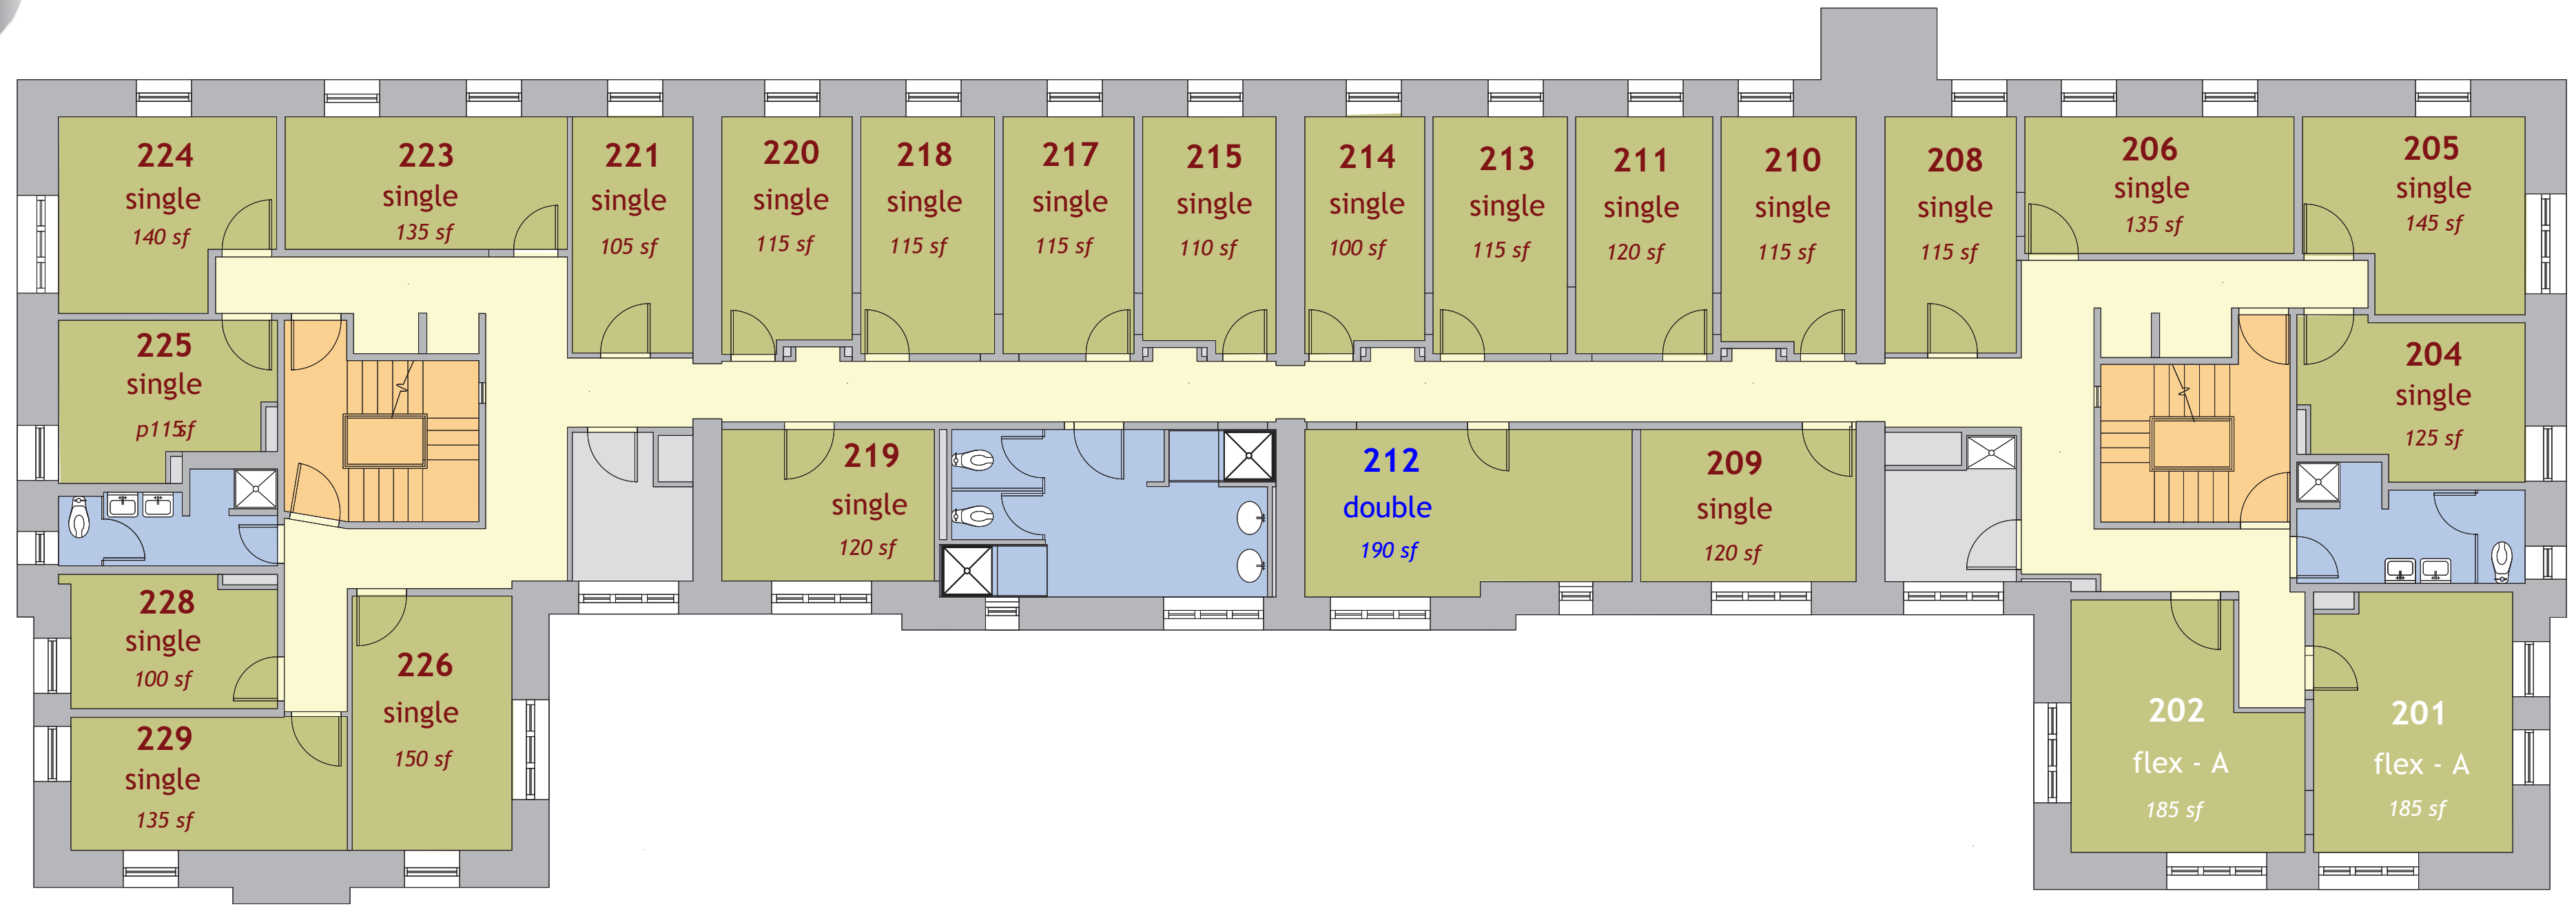 224
single
140 sf
223
single
135 sf
221
single
105 sf
220
single
115 sf
218
single
115 sf
217
single
115 sf
215
single
110 sf
214
single
100 sf
213
single
115 sf
211
single
120 sf
210
single
115 sf
208
single
115 sf
206
single
135 sf
205
single
145 sf
225
single
p115sf
204
single
125 sf
219
single
120 sf
212
double
190 sf
209
single
120 sf
228
single
100 sf
226
single
150 sf
229
single
135 sf
202
flex - A
185 sf
201
flex - A
185 sf